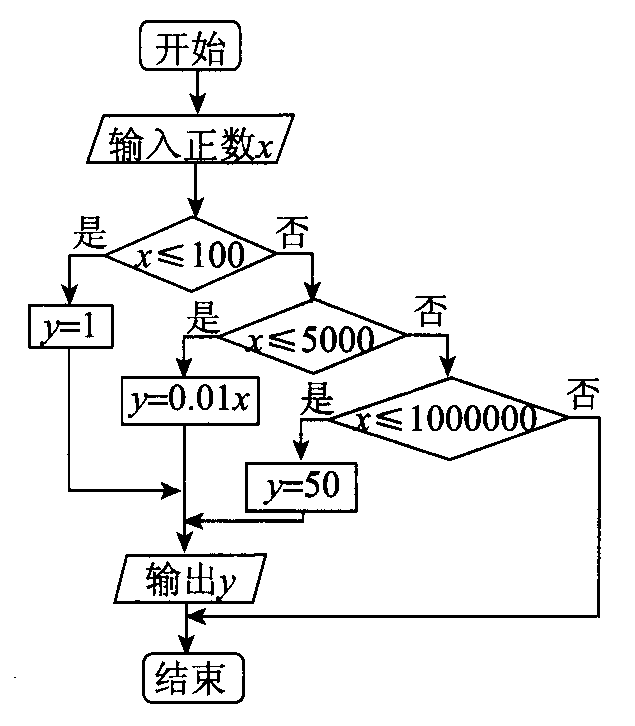 开始
输入正数x
是
x≤100
否
y=1
是
x≤5000
否
y=0.01x
是
x≤1000000
否
y=50
输出y
结束